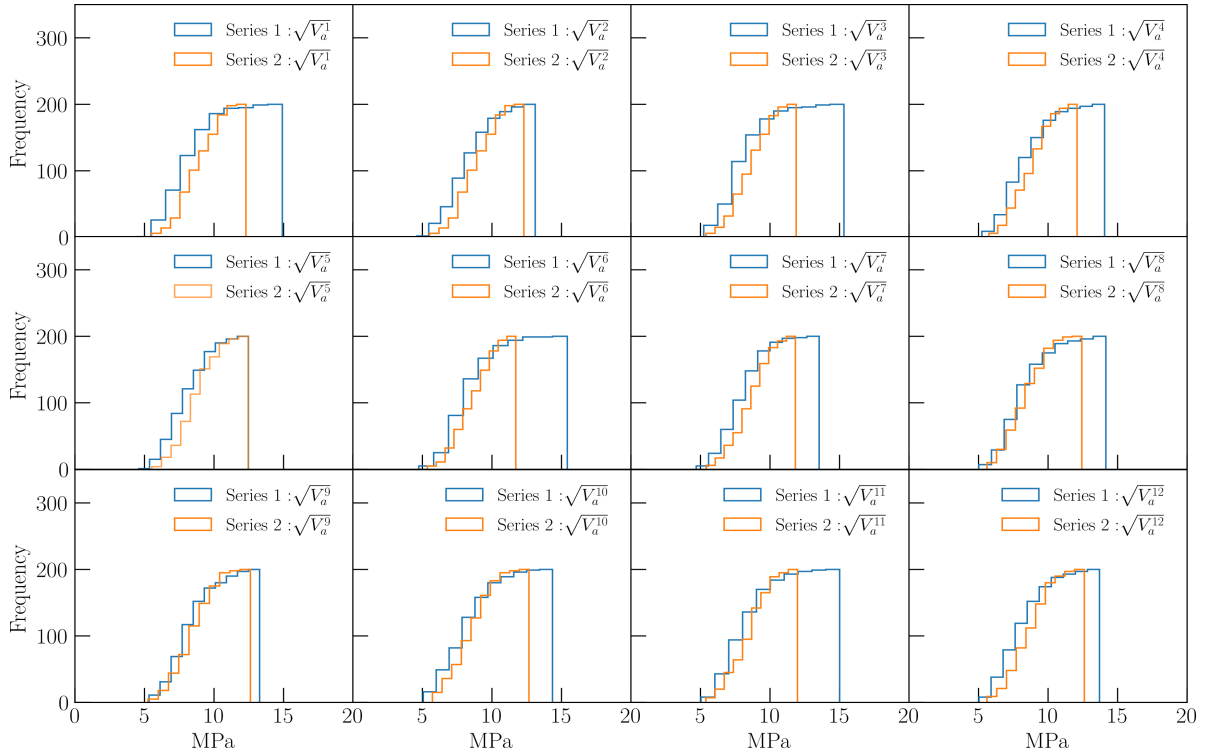 Series 1 : √V_a^1
Series 2 : √V_a^1
Series 1 : √V_a^2
Series 2 : √V_a^2
Series 1 : √V_a^3
Series 2 : √V_a^3
Series 1 : √V_a^4
Series 2 : √V_a^4
300
200
100
0
Frequency
Series 1 : √V_a^5
Series 2 : √V_a^5
Series 1 : √V_a^6
Series 2 : √V_a^6
Series 1 : √V_a^7
Series 2 : √V_a^7
Series 1 : √V_a^8
Series 2 : √V_a^8
300
200
100
0
Frequency
Series 1 : √V_a^9
Series 2 : √V_a^9
Series 1 : √V_a^10
Series 2 : √V_a^10
Series 1 : √V_a^11
Series 2 : √V_a^11
Series 1 : √V_a^12
Series 2 : √V_a^12
300
200
100
0
Frequency
0 5 10 15 20 5 10 15 20 5 10 15 20 5 10 15 20
MPa MPa MPa MPa